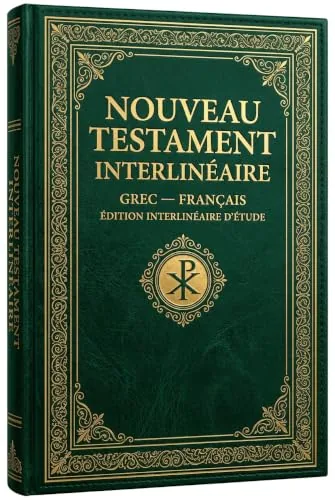 NOUVEAU
TESTAMENT
INTERLINÉAIRE
GREC — FRANÇAIS
ÉDITION INTERLINÉAIRE D'ÉTUDE
NOUVEAU TESTAMENT
INTERLINÉAIRE